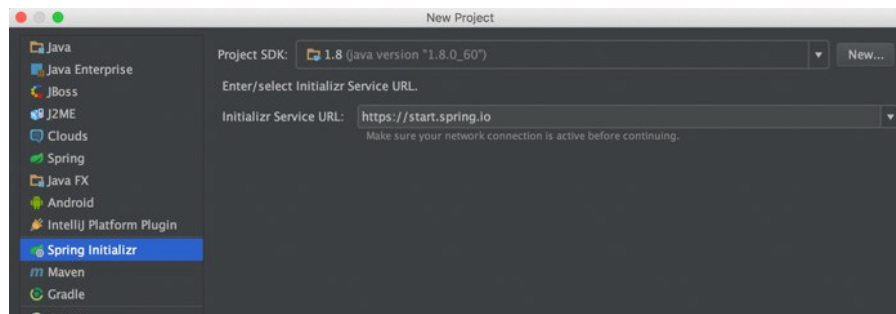 New Project
Java
Java Enterprise
JBoss
J2ME
Clouds
Spring
Java FX
Android
IntelliJ Platform Plugin
Spring Initializr
Maven
Gradle
Project SDK: 1.8 (java version "1.8.0_60") New...
Enter/select Initializr Service URL.
Initializr Service URL: https://start.spring.io
Make sure your network connection is active before continuing.